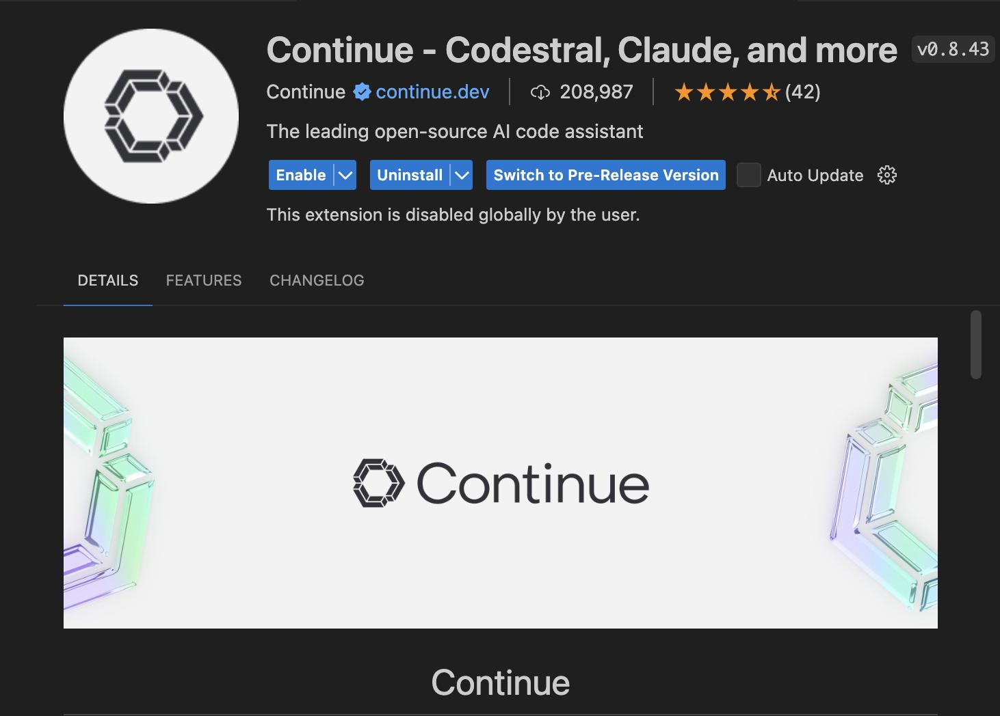 Continue - Codestral, Claude, and more v0.8.43
Continue continue.dev 208,987 (42)
The leading open-source AI code assistant
Enable Uninstall Switch to Pre-Release Version Auto Update
This extension is disabled globally by the user.
DETAILS FEATURES CHANGELOG
Continue
Continue